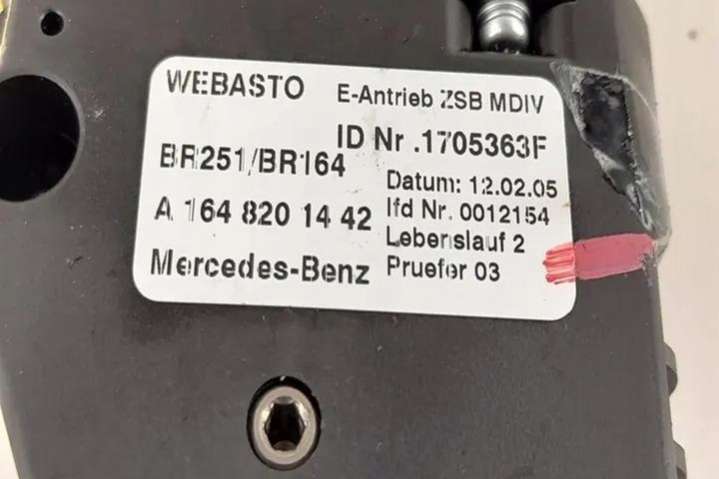 WEBASTO
E-Antrieb ZSB MDIV
ID Nr .1705363F
BR251/BR164
Datum: 12.02.05
A 164 820 14 42
lfd Nr. 0012154
Lebenslauf 2
Mercedes-Benz
Pruefer 03